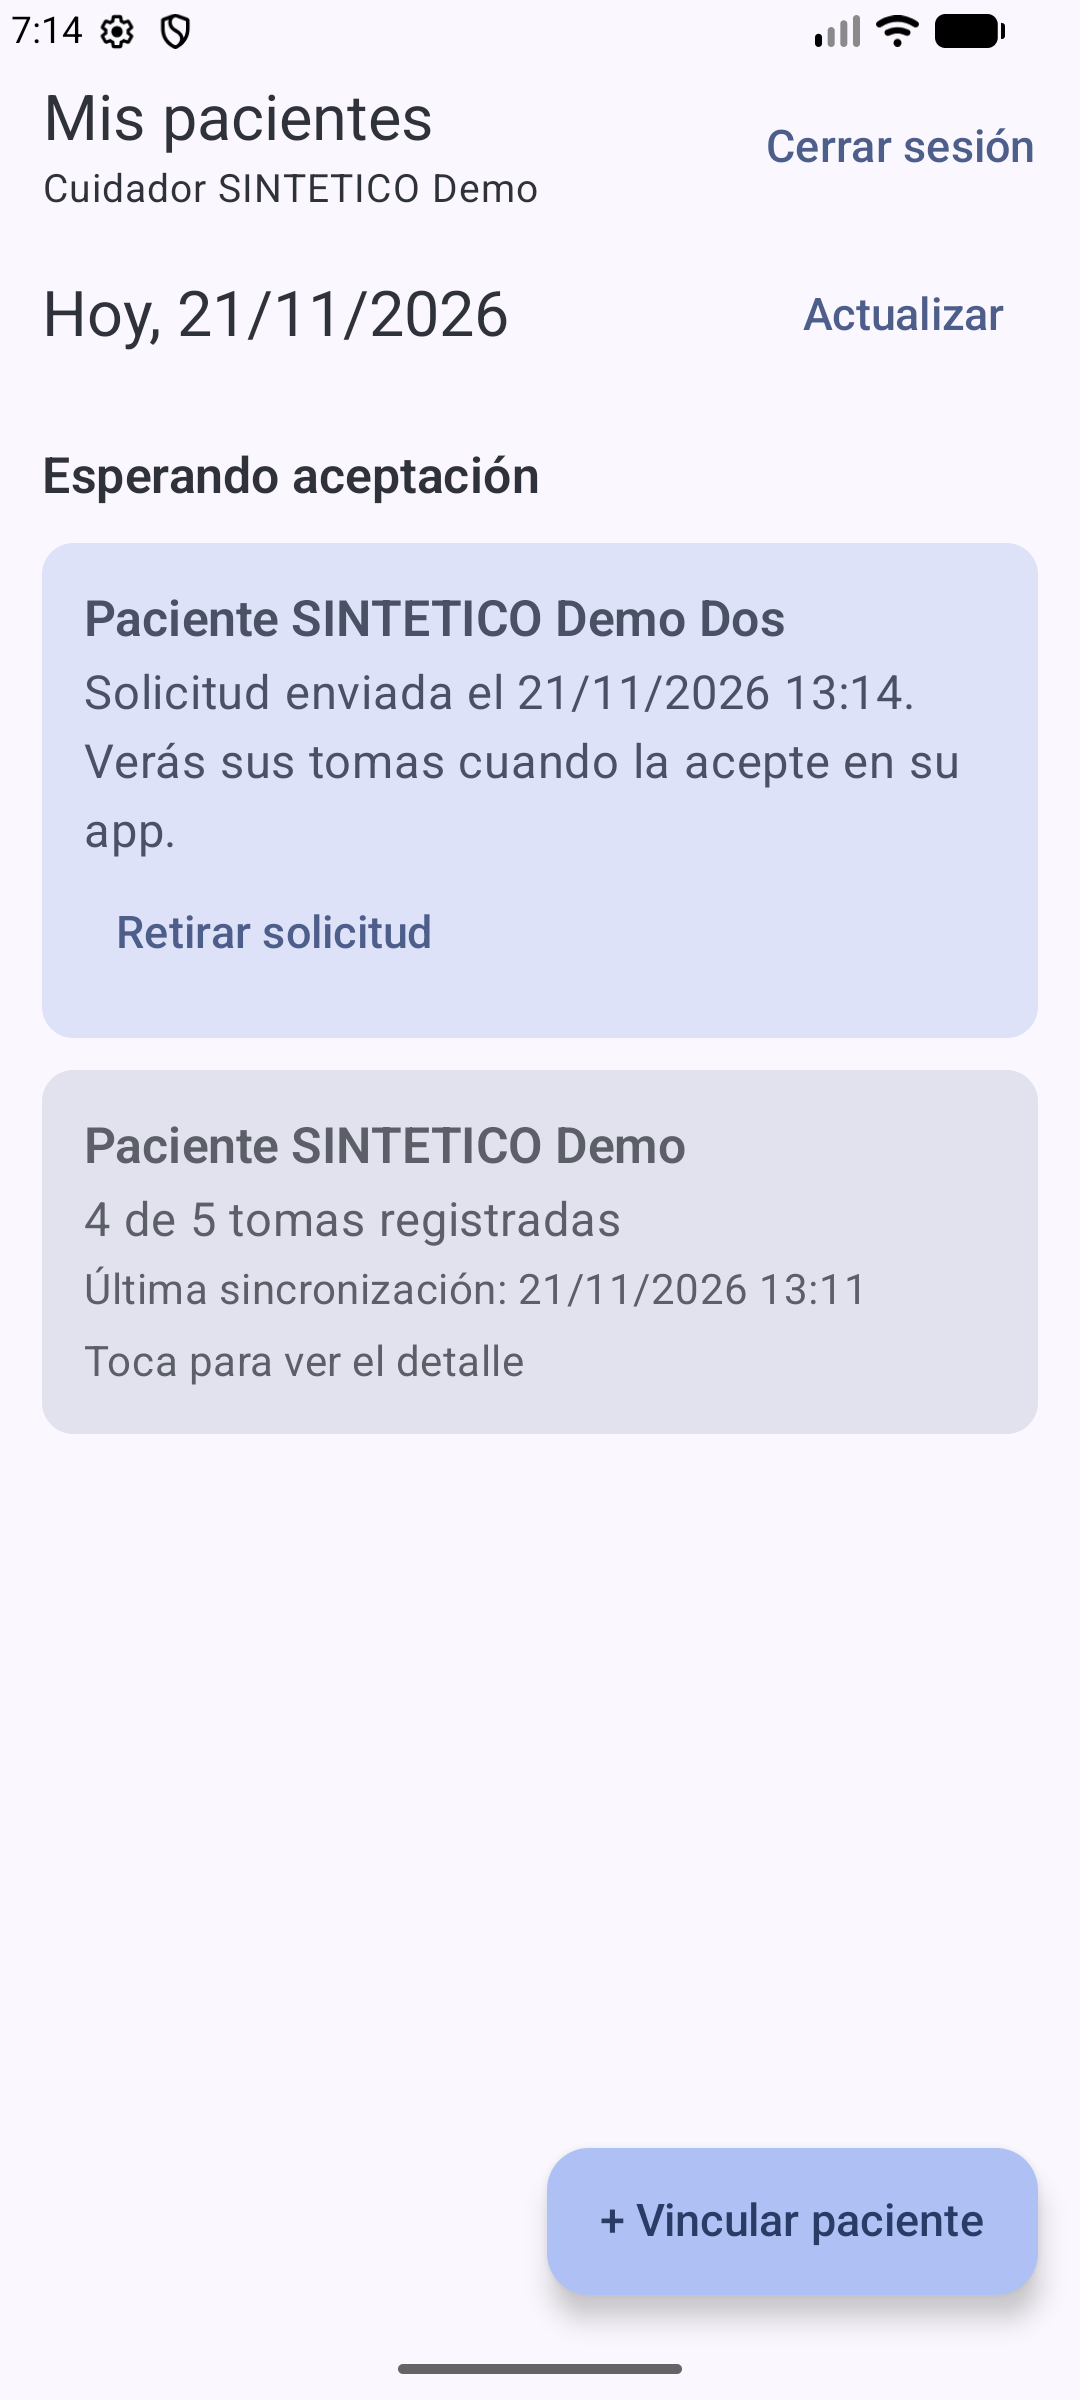 7:14
Mis pacientes
Cerrar sesión
Cuidador SINTETICO Demo
Hoy, 21/11/2026
Actualizar
Esperando aceptación
Paciente SINTETICO Demo Dos
Solicitud enviada el 21/11/2026 13:14.
Verás sus tomas cuando la acepte en su
app.
Retirar solicitud
Paciente SINTETICO Demo
4 de 5 tomas registradas
Última sincronización: 21/11/2026 13:11
Toca para ver el detalle
+ Vincular paciente